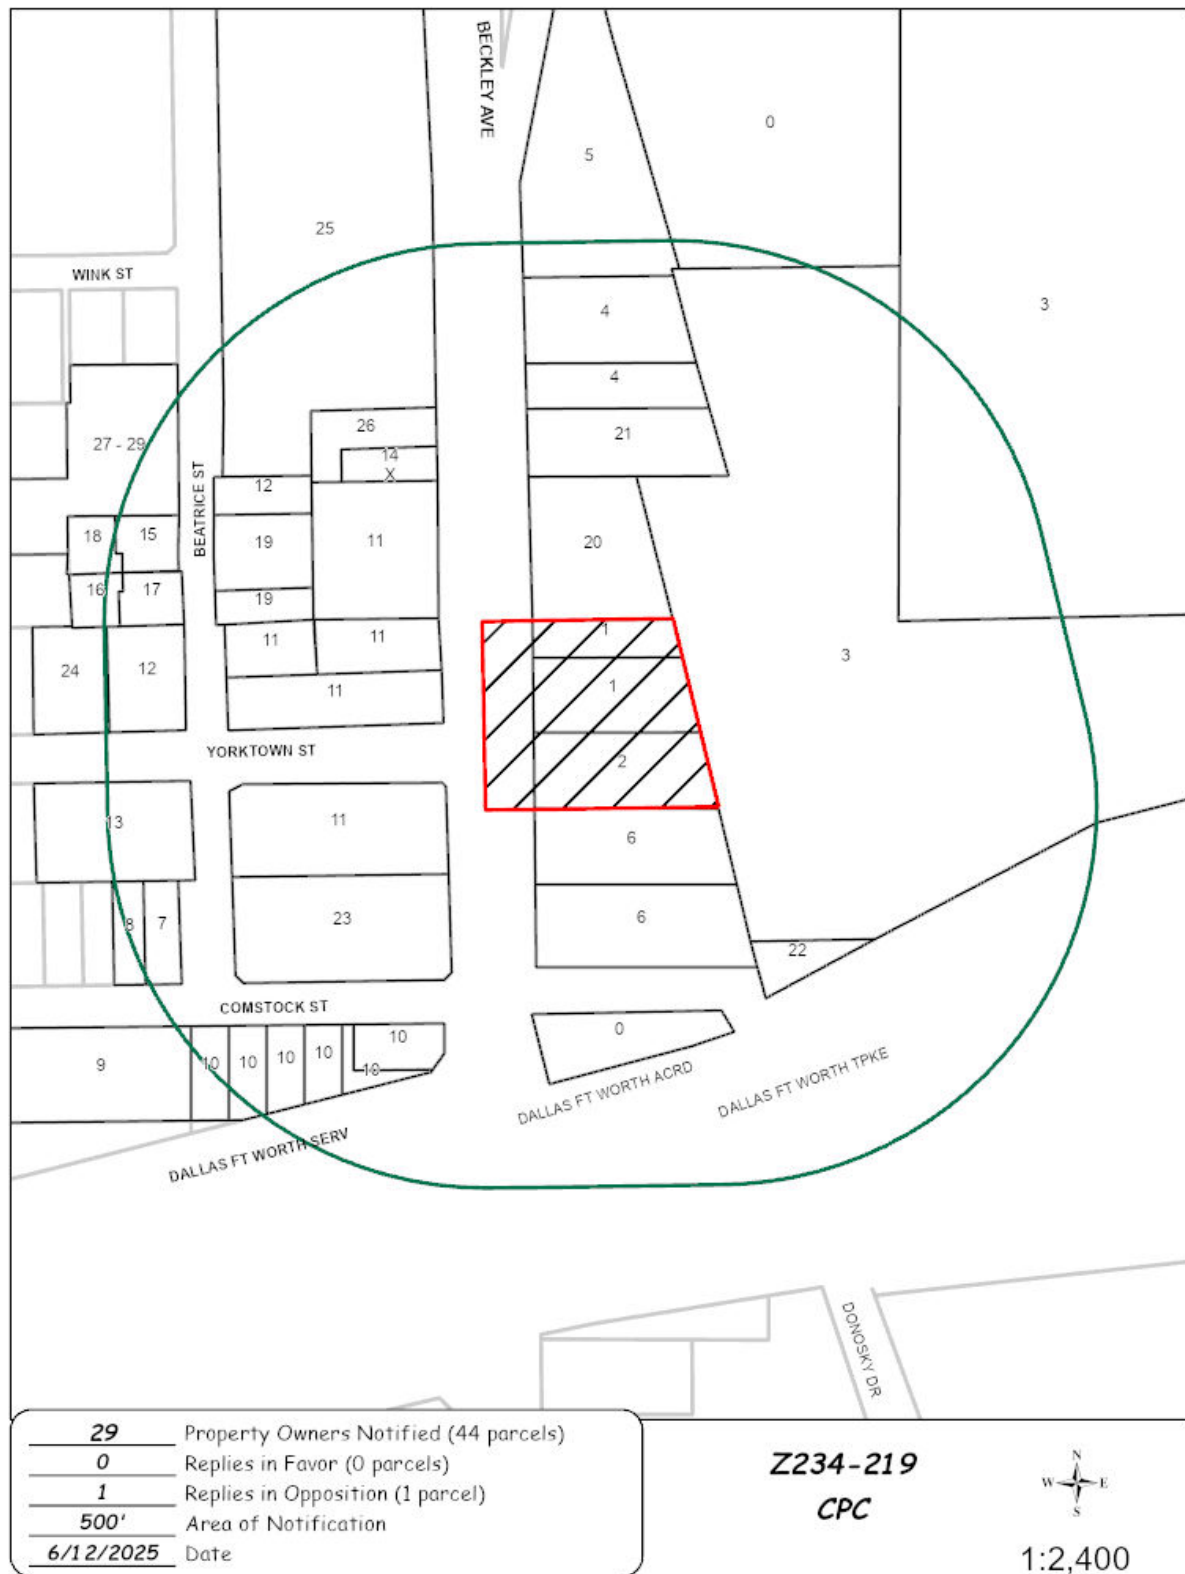 BECKLEY AVE
0
5
25
WINK ST
3
4
4
26
21
14
X
27 - 29
BEATRICE ST
12
18
15
19
11
20
16
17
19
1
11
11
24
12
1
3
11
YORKTOWN ST
2
13
11
6
8
7
23
6
22
COMSTOCK ST
0
9
10
10
10
10
10
10
DALLAS FT WORTH ACRD
DALLAS FT WORTH TPKE
DALLAS FT WORTH SERV
DONOSKY DR
29 Property Owners Notified (44 parcels)
0 Replies in Favor (0 parcels)
1 Replies in Opposition (1 parcel)
500' Area of Notification
6/12/2025 Date
Z234-219
CPC
N
W E
S
1:2,400